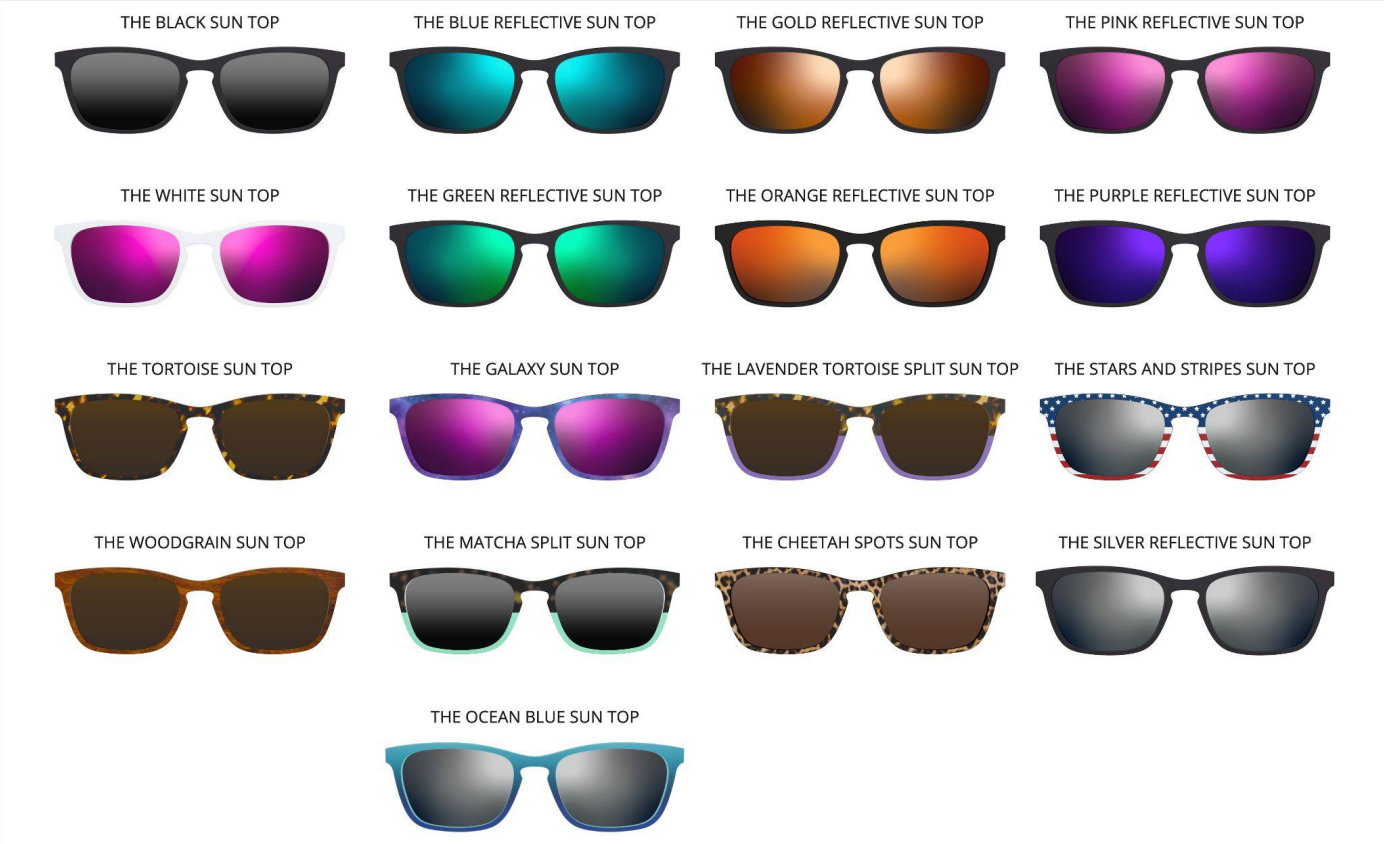 THE BLACK SUN TOP
THE BLUE REFLECTIVE SUN TOP
THE GOLD REFLECTIVE SUN TOP
THE PINK REFLECTIVE SUN TOP
THE WHITE SUN TOP
THE GREEN REFLECTIVE SUN TOP
THE ORANGE REFLECTIVE SUN TOP
THE PURPLE REFLECTIVE SUN TOP
THE TORTOISE SUN TOP
THE GALAXY SUN TOP
THE LAVENDER TORTOISE SPLIT SUN TOP
THE STARS AND STRIPES SUN TOP
THE WOODGRAIN SUN TOP
THE MATCHA SPLIT SUN TOP
THE CHEETAH SPOTS SUN TOP
THE SILVER REFLECTIVE SUN TOP
THE OCEAN BLUE SUN TOP